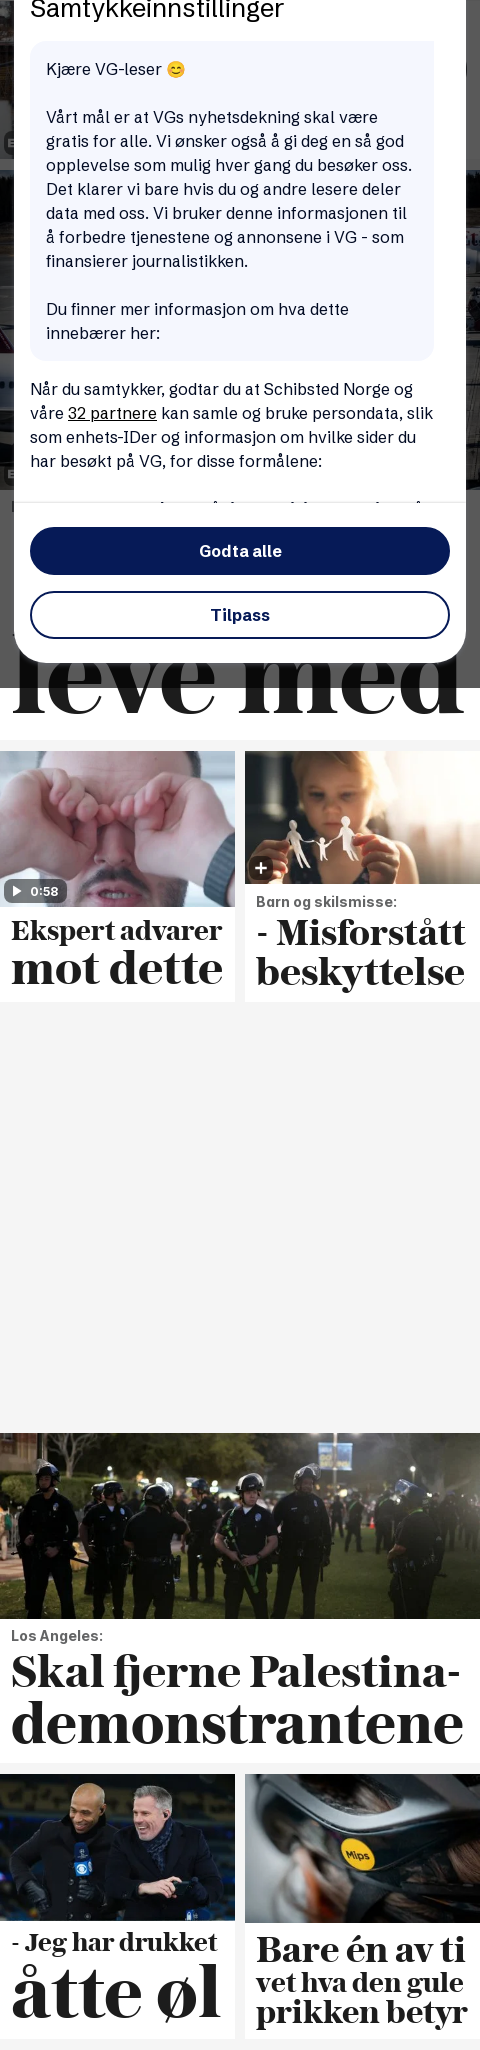 Samtykkeinnstillinger
Kjære VG-leser 😊
Vårt mål er at VGs nyhetsdekning skal være
gratis for alle. Vi ønsker også å gi deg en så god
opplevelse som mulig hver gang du besøker oss.
Det klarer vi bare hvis du og andre lesere deler
data med oss. Vi bruker denne informasjonen til
å forbedre tjenestene og annonsene i VG - som
finansierer journalistikken.
Du finner mer informasjon om hva dette
innebærer her:
Når du samtykker, godtar du at Schibsted Norge og
våre 32 partnere kan samle og bruke persondata, slik
som enhets-IDer og informasjon om hvilke sider du
har besøkt på VG, for disse formålene:
Godta alle
Tilpass
leve med
0:58
Ekspert advarer
mot dette
Barn og skilsmisse:
- Misforstått
beskyttelse
Los Angeles:
Skal fjerne Palestina-
demonstrantene
- Jeg har drukket
åtte øl
Mips
Bare én av ti
vet hva den gule
prikken betyr